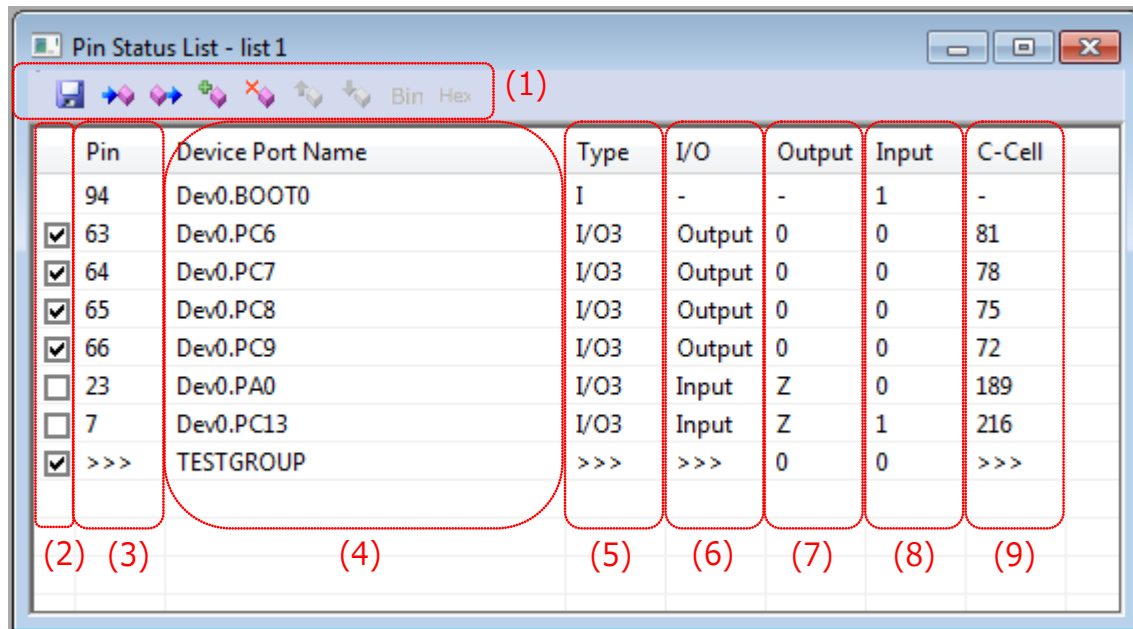 Pin Status List - list 1
Bin Hex (1)
Pin Device Port Name Type I/O Output Input C-Cell
94 Dev0.BOOT0 I - - 1 -
63 Dev0.PC6 I/O3 Output 0 0 81
64 Dev0.PC7 I/O3 Output 0 0 78
65 Dev0.PC8 I/O3 Output 0 0 75
66 Dev0.PC9 I/O3 Output 0 0 72
23 Dev0.PA0 I/O3 Input Z 0 189
7 Dev0.PC13 I/O3 Input Z 1 216
>>> TESTGROUP >>> >>> 0 0 >>>
(2) (3) (4) (5) (6) (7) (8) (9)